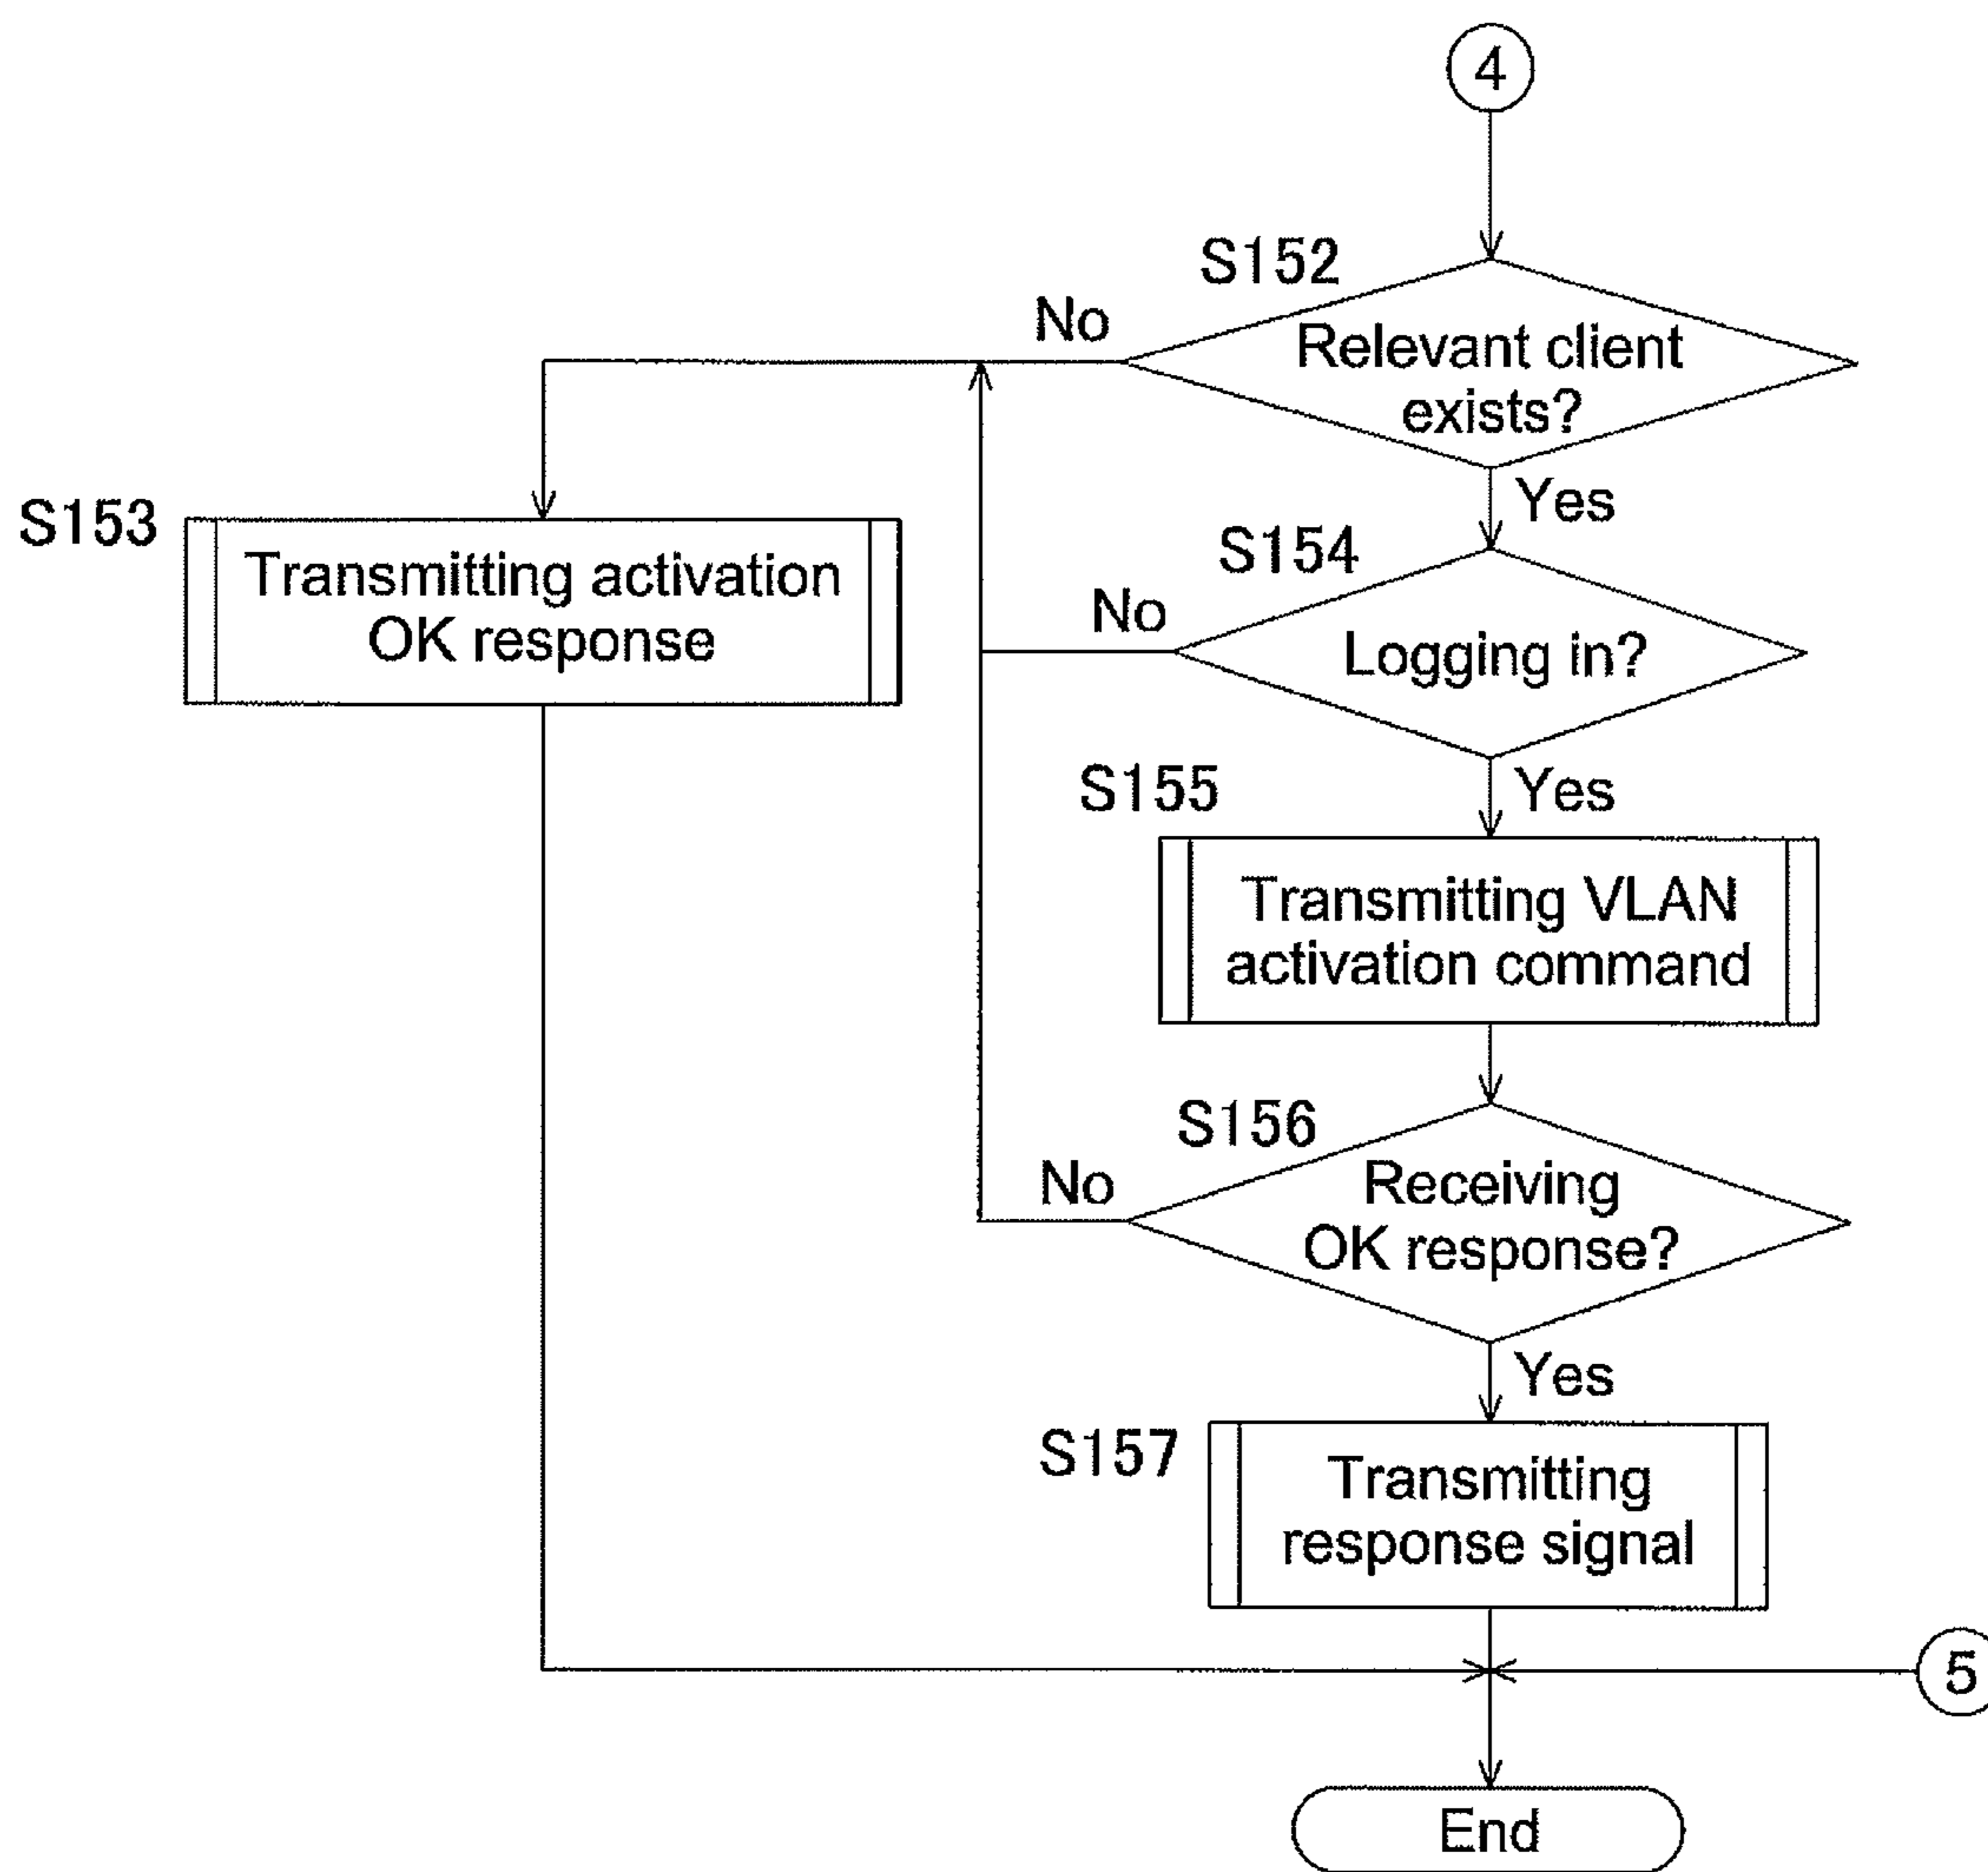 4
S152
No
Relevant client
exists?
Yes
S153
Transmitting activation
OK response
S154
No
Logging in?
Yes
S155
Transmitting VLAN
activation command
S156
No
Receiving
OK response?
Yes
S157
Transmitting
response signal
5
End